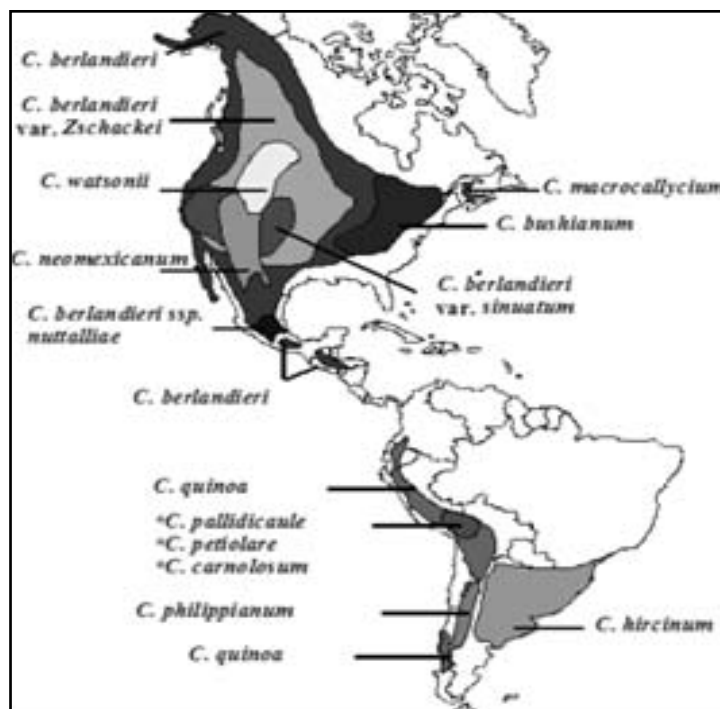 C. berlandieri
C. berlandieri
var. Zschackei
C. watsonii
C. macrocallycium
C. bushianum
C. neomexicanum
C. berlandieri
var. sinuatum
C. berlandieri ssp.
nuttalliae
C. berlandieri
C. quinoa
*C. pallidicaule
*C. petiolare
*C. carnolosum
C. philippianum
C. hircinum
C. quinoa